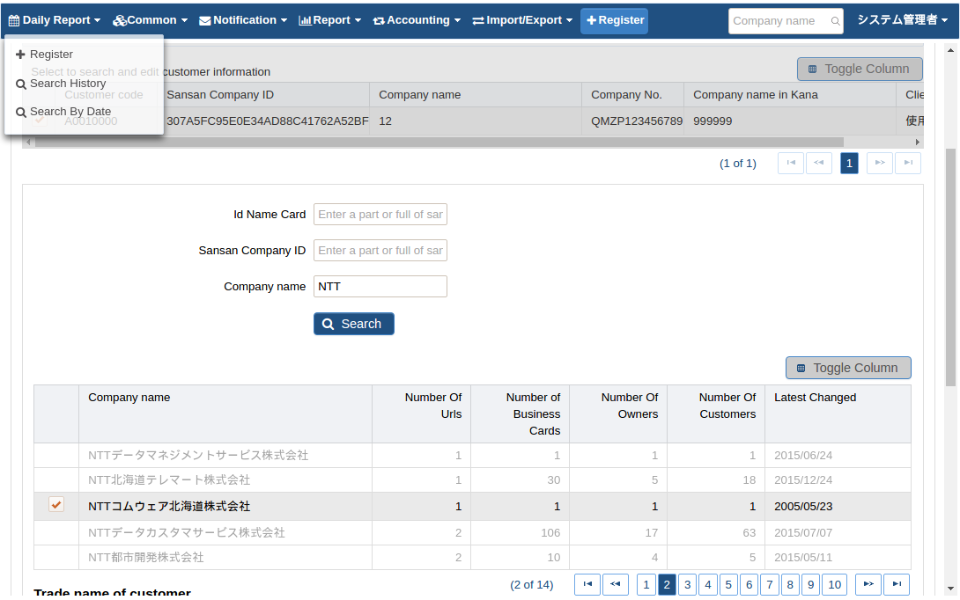 Daily Report Common Notification Report Accounting Import/Export Register Company name システム管理者
Register
Search History
Search By Date
Select to search and edit customer information
Toggle Column
Customer code Sansan Company ID Company name Company No. Company name in Kana Clie
A0010000 307A5FC95E0E34AD88C41762A52BF 12 QMZP123456789 999999 使用
(1 of 1) 1
Id Name Card Enter a part or full of sar
Sansan Company ID Enter a part or full of sar
Company name NTT
Search
Toggle Column
Company name Number Of Urls Number of Business Cards Number Of Owners Number Of Customers Latest Changed
NTTデータマネジメントサービス株式会社 1 1 1 1 2015/06/24
NTT北海道テレマート株式会社 1 30 5 18 2015/12/24
NTTコムウェア北海道株式会社 1 1 1 1 2005/05/23
NTTデータカスタマサービス株式会社 2 106 17 63 2015/07/07
NTT都市開発株式会社 2 10 4 5 2015/05/11
(2 of 14) 1 2 3 4 5 6 7 8 9 10
Trade name of customer